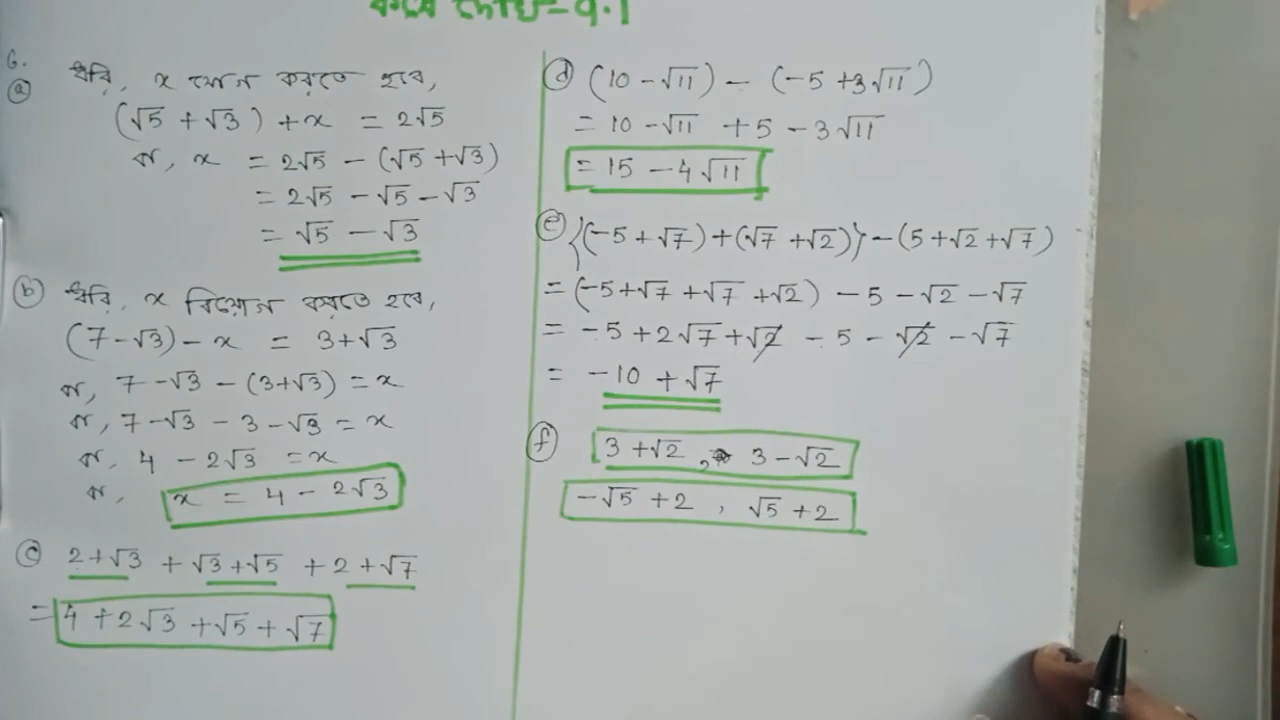 কষে দেখি–9.1
6.
ⓐ ধরি, x যোগ করতে হবে,
(√5 + √3) + x = 2√5
বা, x = 2√5 – (√5 + √3)
= 2√5 – √5 – √3
= √5 – √3
ⓑ ধরি, x বিয়োগ করতে হবে,
(7 – √3) – x = 3 + √3
বা, 7 – √3 – (3 + √3) = x
বা, 7 – √3 – 3 – √3 = x
বা, 4 – 2√3 = x
বা, x = 4 – 2√3
ⓒ 2 + √3 + √3 + √5 + 2 + √7
= 4 + 2√3 + √5 + √7
ⓓ (10 – √11) – (–5 + 3√11)
= 10 – √11 + 5 – 3√11
= 15 – 4√11
ⓔ {(–5 + √7) + (√7 + √2)} – (5 + √2 + √7)
= (–5 + √7 + √7 + √2) – 5 – √2 – √7
= –5 + 2√7 + √2 – 5 – √2 – √7
= –10 + √7
ⓕ 3 + √2 , 3 – √2
–√5 + 2 , √5 + 2